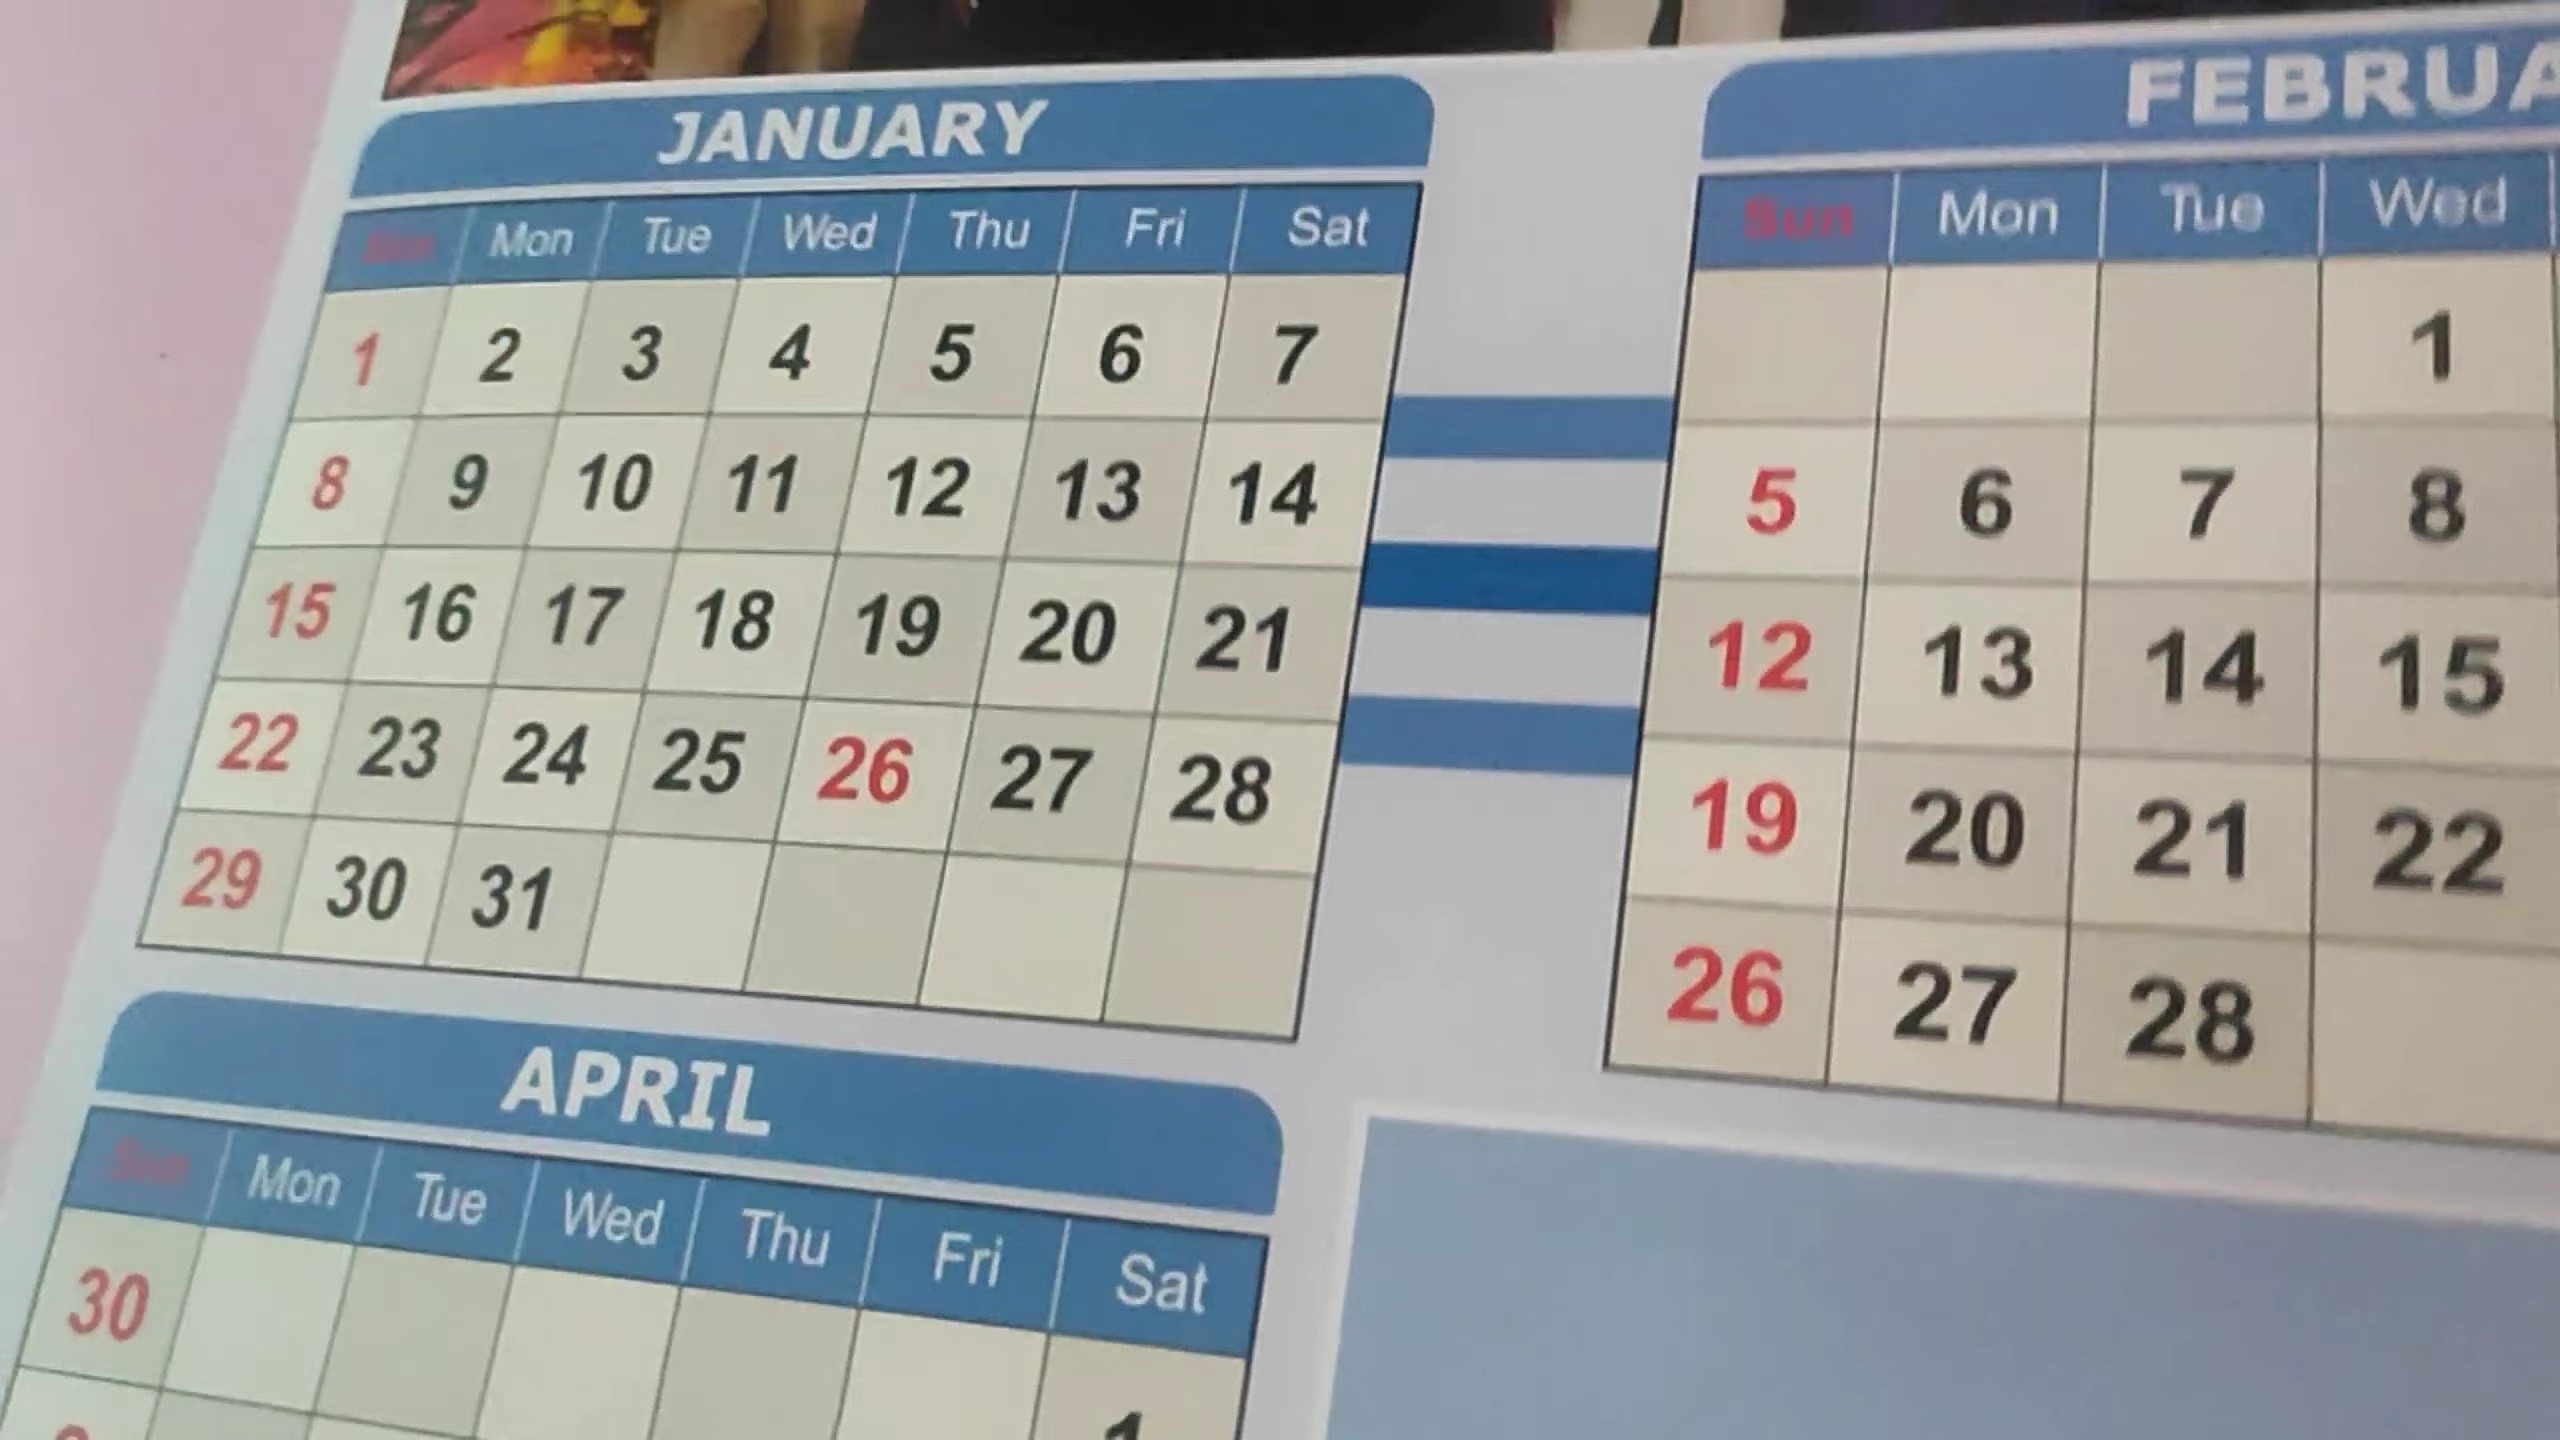 JANUARY
Sun Mon Tue Wed Thu Fri Sat
1 2 3 4 5 6 7
8 9 10 11 12 13 14
15 16 17 18 19 20 21
22 23 24 25 26 27 28
29 30 31
FEBRUA
Sun Mon Tue Wed
1
5 6 7 8
12 13 14 15
19 20 21 22
26 27 28
APRIL
Sun Mon Tue Wed Thu Fri Sat
30 1